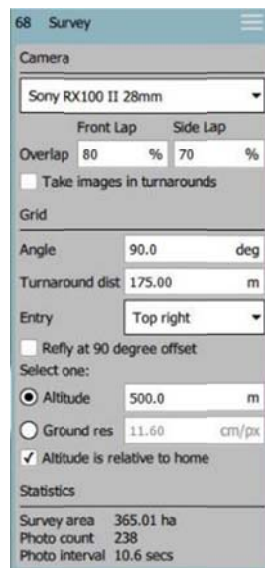 68 Survey
Camera
Sony RX100 II 28mm
Front Lap Side Lap
Overlap 80 % 70 %
Take images in turnarounds
Grid
Angle 90.0 deg
Turnaround dist 175.00 m
Entry Top right
Refly at 90 degree offset
Select one:
Altitude 500.0 m
Ground res 11.60 cm/px
Altitude is relative to home
Statistics
Survey area 365.01 ha
Photo count 238
Photo interval 10.6 secs